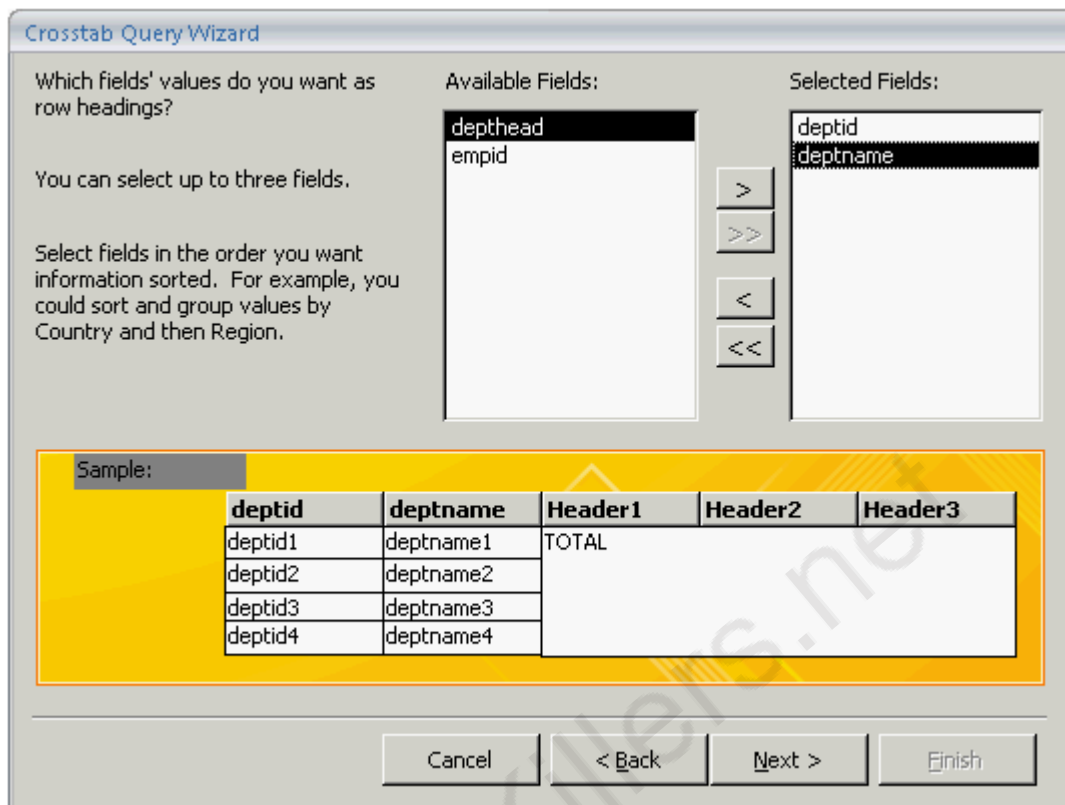 Crosstab Query Wizard
Which fields' values do you want as
row headings?
You can select up to three fields.
Select fields in the order you want
information sorted. For example, you
could sort and group values by
Country and then Region.
Available Fields:
depthead
empid
>
>>
<
<<
Selected Fields:
deptid
deptname
Sample:
deptid deptname Header1 Header2 Header3
deptid1 deptname1 TOTAL
deptid2 deptname2
deptid3 deptname3
deptid4 deptname4
Cancel < Back Next > Finish